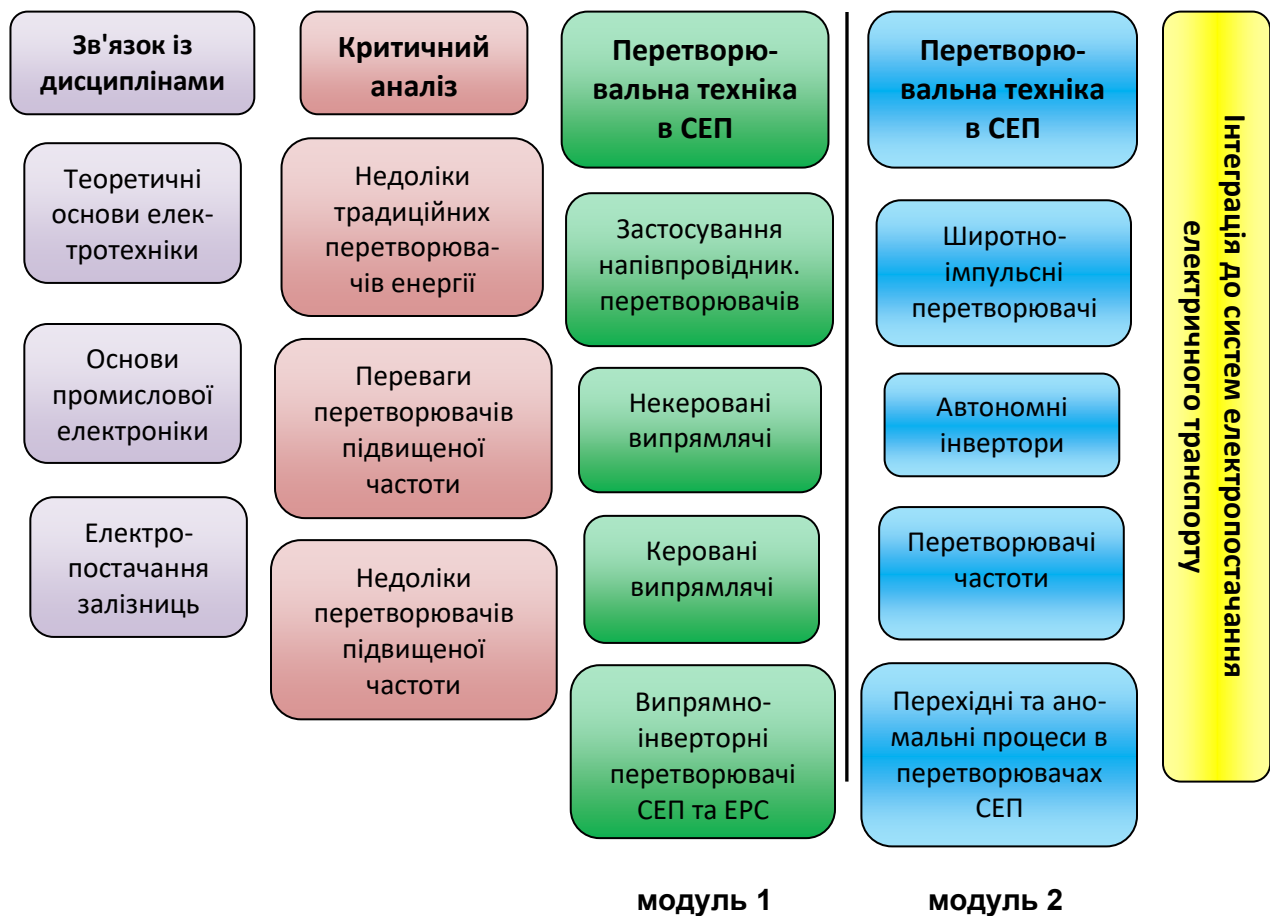 Зв'язок із
дисциплінами
Теоретичні
основи елек-
тротехніки
Основи
промислової
електроніки
Електро-
постачання
залізниць
Критичний
аналіз
Недоліки
традиційних
перетворюва-
чів енергії
Переваги
перетворювачів
підвищеної
частоти
Недоліки
перетворювачів
підвищеної
частоти
Перетворю-
вальна техніка
в СЕП
Застосування
напівпровідник.
перетворювачів
Некеровані
випрямлячі
Керовані
випрямлячі
Випрямно-
інверторні
перетворювачі
СЕП та ЕРС
модуль 1
Перетворю-
вальна техніка
в СЕП
Широтно-
імпульсні
перетворювачі
Автономні
інвертори
Перетворювачі
частоти
Перехідні та ано-
мальні процеси в
перетворювачах
СЕП
модуль 2
Інтеграція до систем електропостачання
електричного транспорту